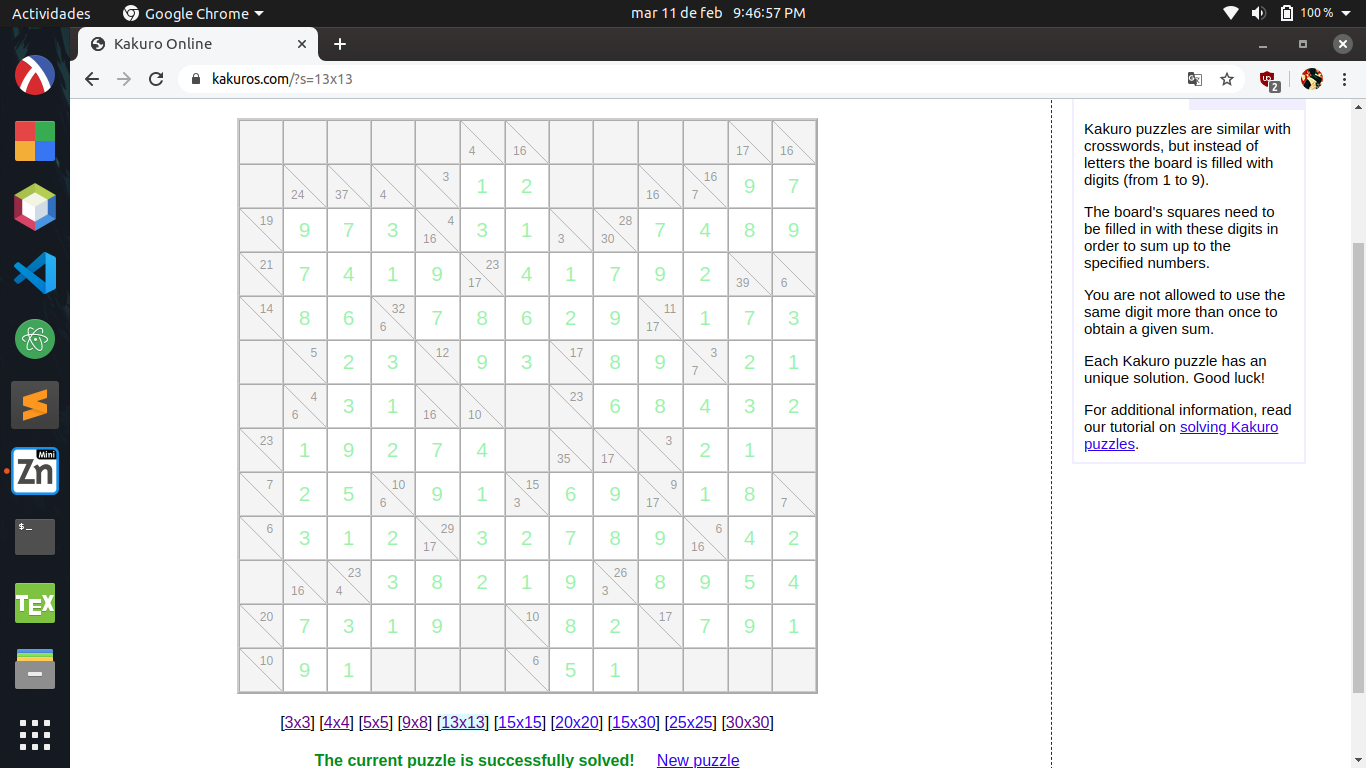 Actividades Google Chrome mar 11 de feb 9:46:57 PM 100 %
Kakuro Online
kakuros.com/?s=13x13
2
4 16 17 16
24 37 4 3 1 2 16 16 7 9 7
19 9 7 3 4 16 3 1 3 28 30 7 4 8 9
21 7 4 1 9 23 17 4 1 7 9 2 39 6
14 8 6 32 6 7 8 6 2 9 11 17 1 7 3
5 2 3 12 9 3 17 8 9 3 7 2 1
4 6 3 1 16 10 23 6 8 4 3 2
23 1 9 2 7 4 35 17 3 2 1
7 2 5 10 6 9 1 15 3 6 9 9 17 1 8 7
6 3 1 2 29 17 3 2 7 8 9 6 16 4 2
16 23 4 3 8 2 1 9 26 3 8 9 5 4
20 7 3 1 9 10 8 2 17 7 9 1
10 9 1 6 5 1
[3x3] [4x4] [5x5] [9x8] [13x13] [15x15] [20x20] [15x30] [25x25] [30x30]
The current puzzle is successfully solved! New puzzle
Kakuro puzzles are similar with
crosswords, but instead of
letters the board is filled with
digits (from 1 to 9).
The board's squares need to
be filled in with these digits in
order to sum up to the
specified numbers.
You are not allowed to use the
same digit more than once to
obtain a given sum.
Each Kakuro puzzle has an
unique solution. Good luck!
For additional information, read
our tutorial on solving Kakuro
puzzles.
Mini
Zn
$_
TEX